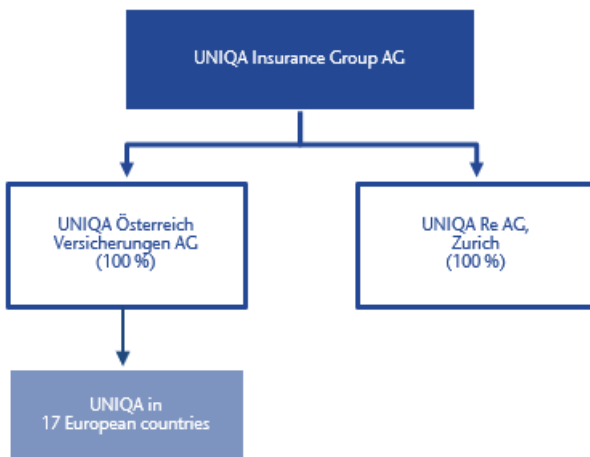 UNIQA Insurance Group AG
UNIQA Österreich
Versicherungen AG
(100 %)
UNIQA Re AG,
Zurich
(100 %)
UNIQA in
17 European countries